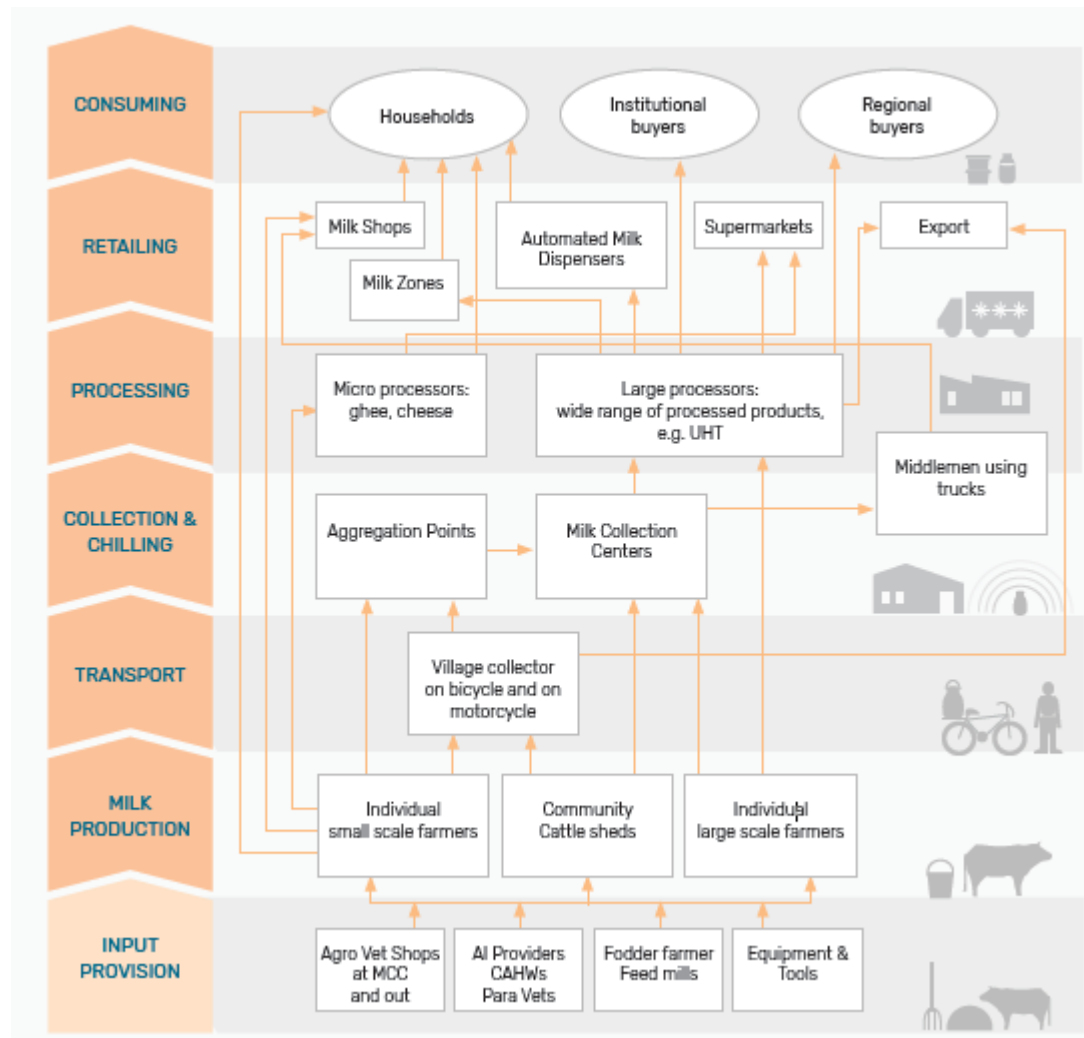 CONSUMING
Households
Institutional
buyers
Regional
buyers
RETAILING
Milk Shops
Milk Zones
Automated Milk
Dispensers
Supermarkets
Export
PROCESSING
Micro processors:
ghee, cheese
Large processors:
wide range of processed products,
e.g. UHT
Middlemen using
trucks
COLLECTION &
CHILLING
Aggregation Points
Milk Collection
Centers
TRANSPORT
Village collector
on bicycle and on
motorcycle
MILK
PRODUCTION
Individual
small scale farmers
Community
Cattle sheds
Individual
large scale farmers
INPUT
PROVISION
Agro Vet Shops
at MCC
and out
AI Providers
CAHWs
Para Vets
Fodder farmer
Feed mills
Equipment &
Tools